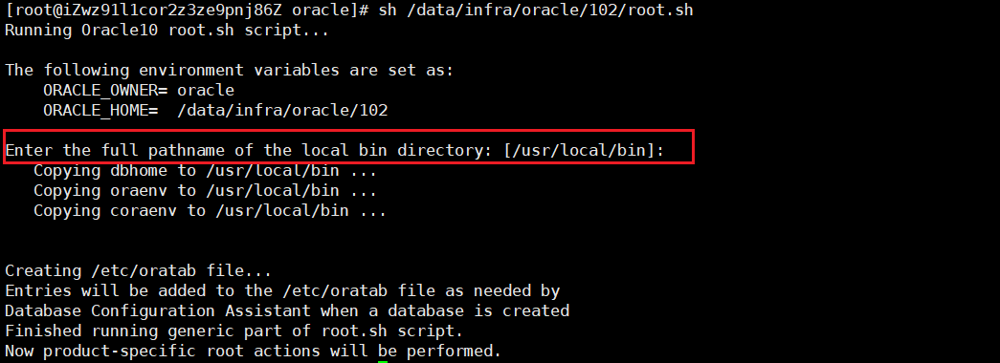 [root@iZwz91l1cor2z3ze9pnj86Z oracle]# sh /data/infra/oracle/102/root.sh
Running Oracle10 root.sh script...
The following environment variables are set as:
    ORACLE_OWNER= oracle
    ORACLE_HOME=  /data/infra/oracle/102
Enter the full pathname of the local bin directory: [/usr/local/bin]:
   Copying dbhome to /usr/local/bin ...
   Copying oraenv to /usr/local/bin ...
   Copying coraenv to /usr/local/bin ...
Creating /etc/oratab file...
Entries will be added to the /etc/oratab file as needed by
Database Configuration Assistant when a database is created
Finished running generic part of root.sh script.
Now product-specific root actions will be performed.